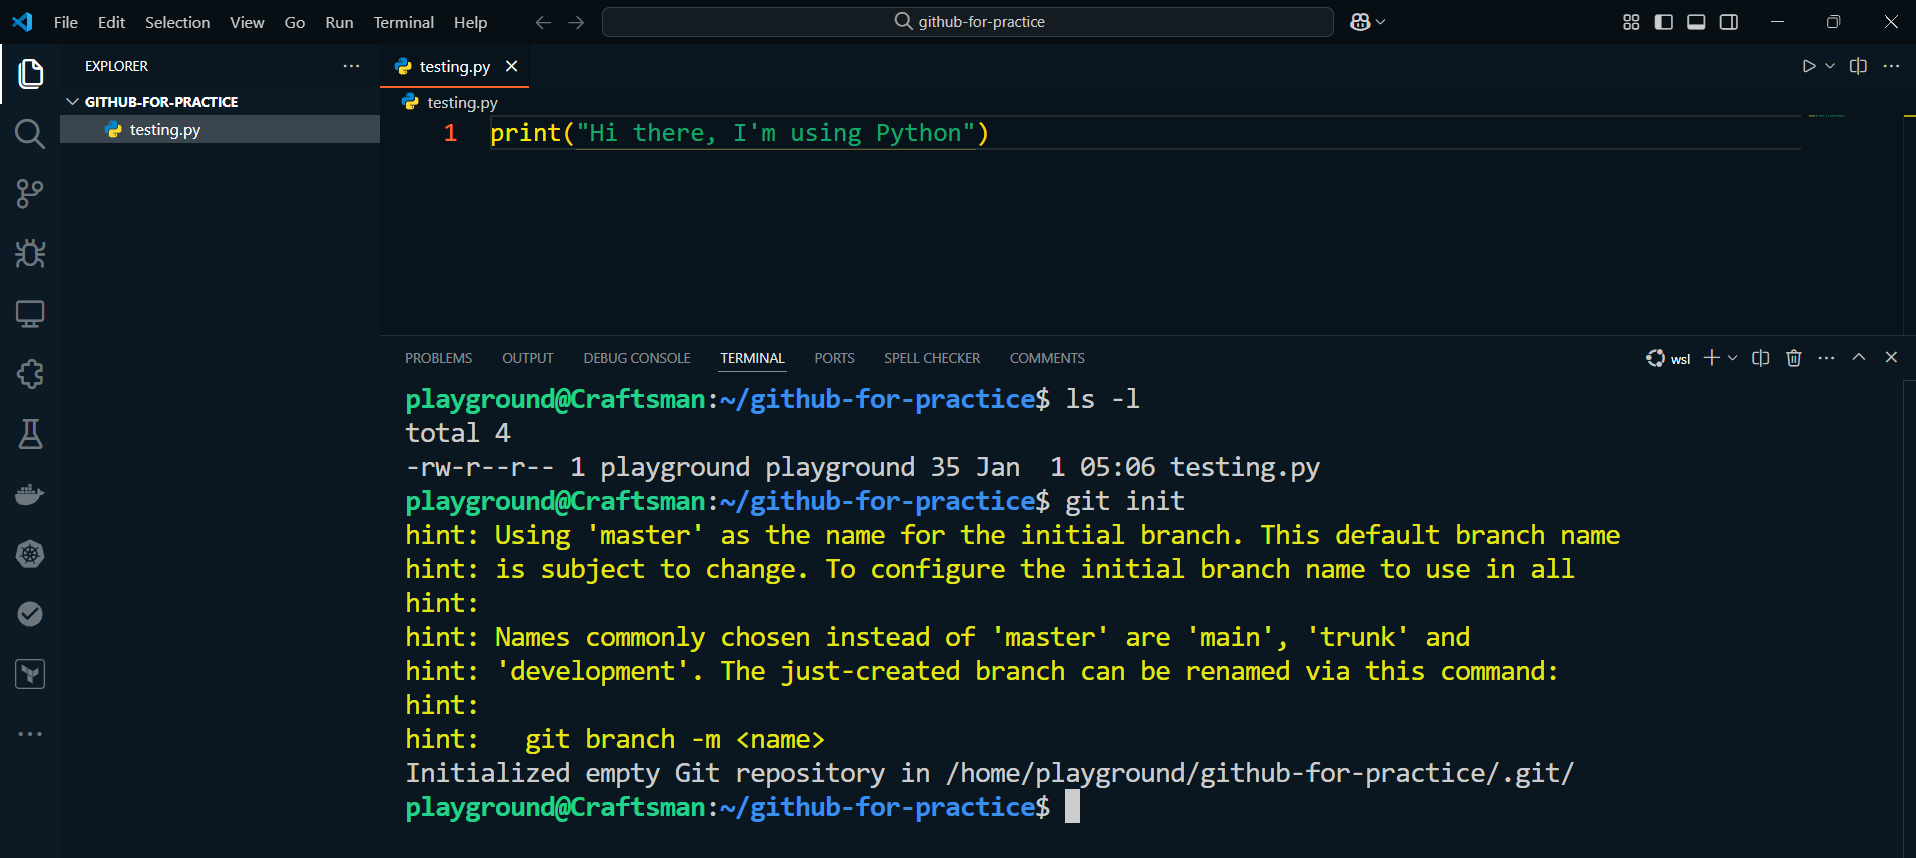 File Edit Selection View Go Run Terminal Help
github-for-practice
EXPLORER
testing.py
GITHUB-FOR-PRACTICE
testing.py
testing.py
1 print("Hi there, I'm using Python")
PROBLEMS OUTPUT DEBUG CONSOLE TERMINAL PORTS SPELL CHECKER COMMENTS
wsl
playground@Craftsman:~/github-for-practice$ ls -l
total 4
-rw-r--r-- 1 playground playground 35 Jan  1 05:06 testing.py
playground@Craftsman:~/github-for-practice$ git init
hint: Using 'master' as the name for the initial branch. This default branch name
hint: is subject to change. To configure the initial branch name to use in all
hint:
hint: Names commonly chosen instead of 'master' are 'main', 'trunk' and
hint: 'development'. The just-created branch can be renamed via this command:
hint:
hint:   git branch -m <name>
Initialized empty Git repository in /home/playground/github-for-practice/.git/
playground@Craftsman:~/github-for-practice$